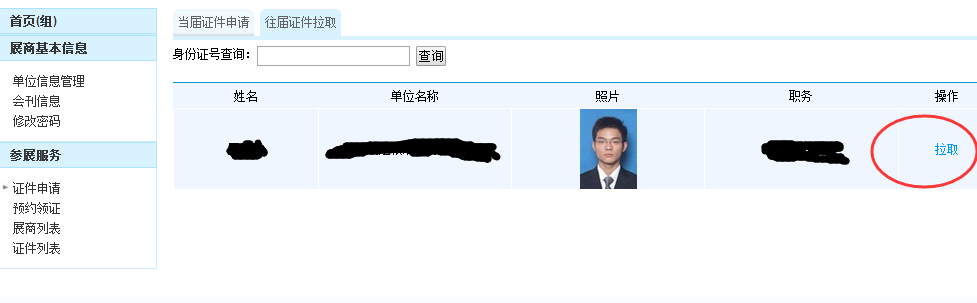 首页(组)
展商基本信息
单位信息管理
会刊信息
修改密码
参展服务
证件申请
预约领证
展商列表
证件列表
当届证件申请 往届证件拉取
身份证号查询： 查询
姓名 单位名称 照片 职务 操作
拉取